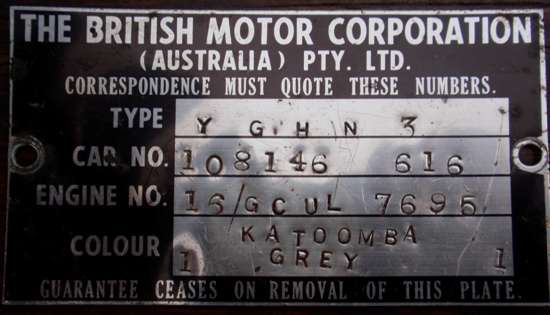 THE BRITISH MOTOR CORPORATION
(AUSTRALIA) PTY. LTD.
CORRESPONDENCE MUST QUOTE THESE NUMBERS.
TYPE Y G H N 3
CAR NO. 108146 616
ENGINE NO. 16/GCUL 7695
COLOUR KATOOMBA
1 GREY 1
GUARANTEE CEASES ON REMOVAL OF THIS PLATE.